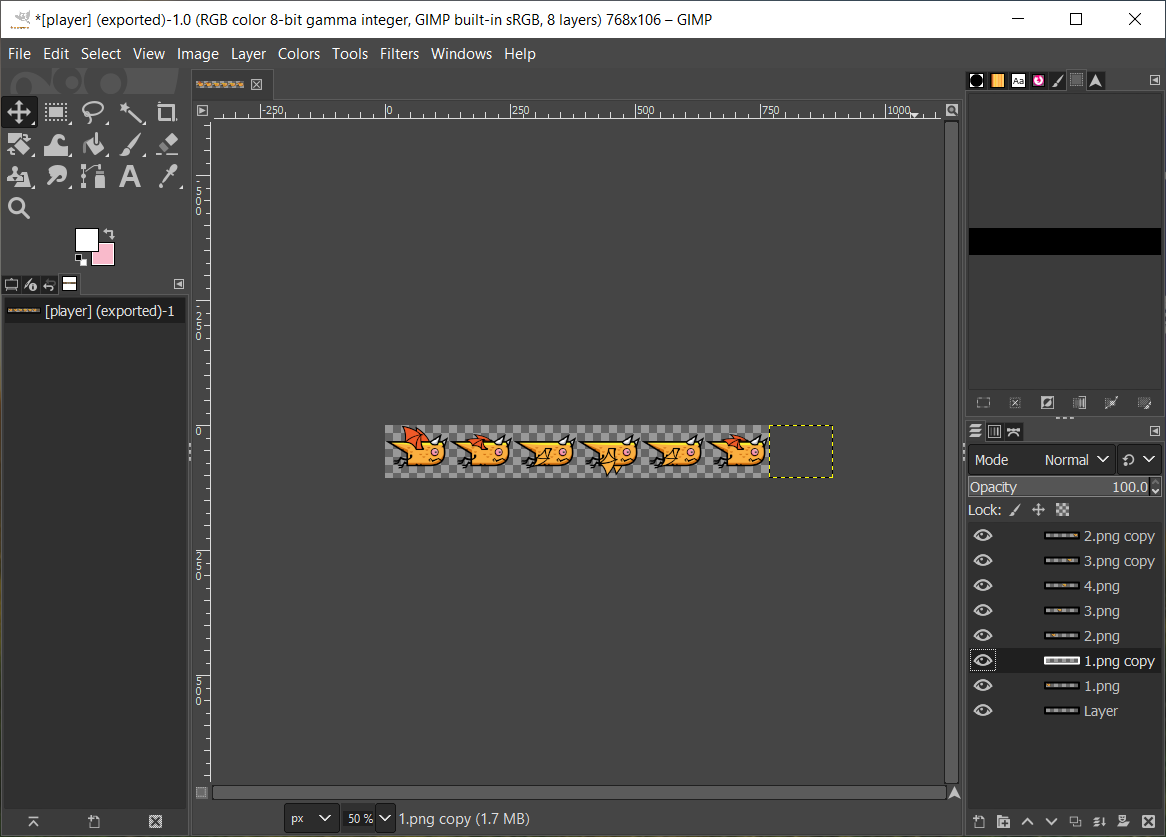 *[player] (exported)-1.0 (RGB color 8-bit gamma integer, GIMP built-in sRGB, 8 layers) 768x106 – GIMP
File Edit Select View Image Layer Colors Tools Filters Windows Help
-250 0 250 500 750 1000
Aa
-500
-250
0
250
500
[player] (exported)-1
Mode Normal
Opacity 100.0
Lock:
2.png copy
3.png copy
4.png
3.png
2.png
1.png copy
1.png
Layer
px 50 % 1.png copy (1.7 MB)